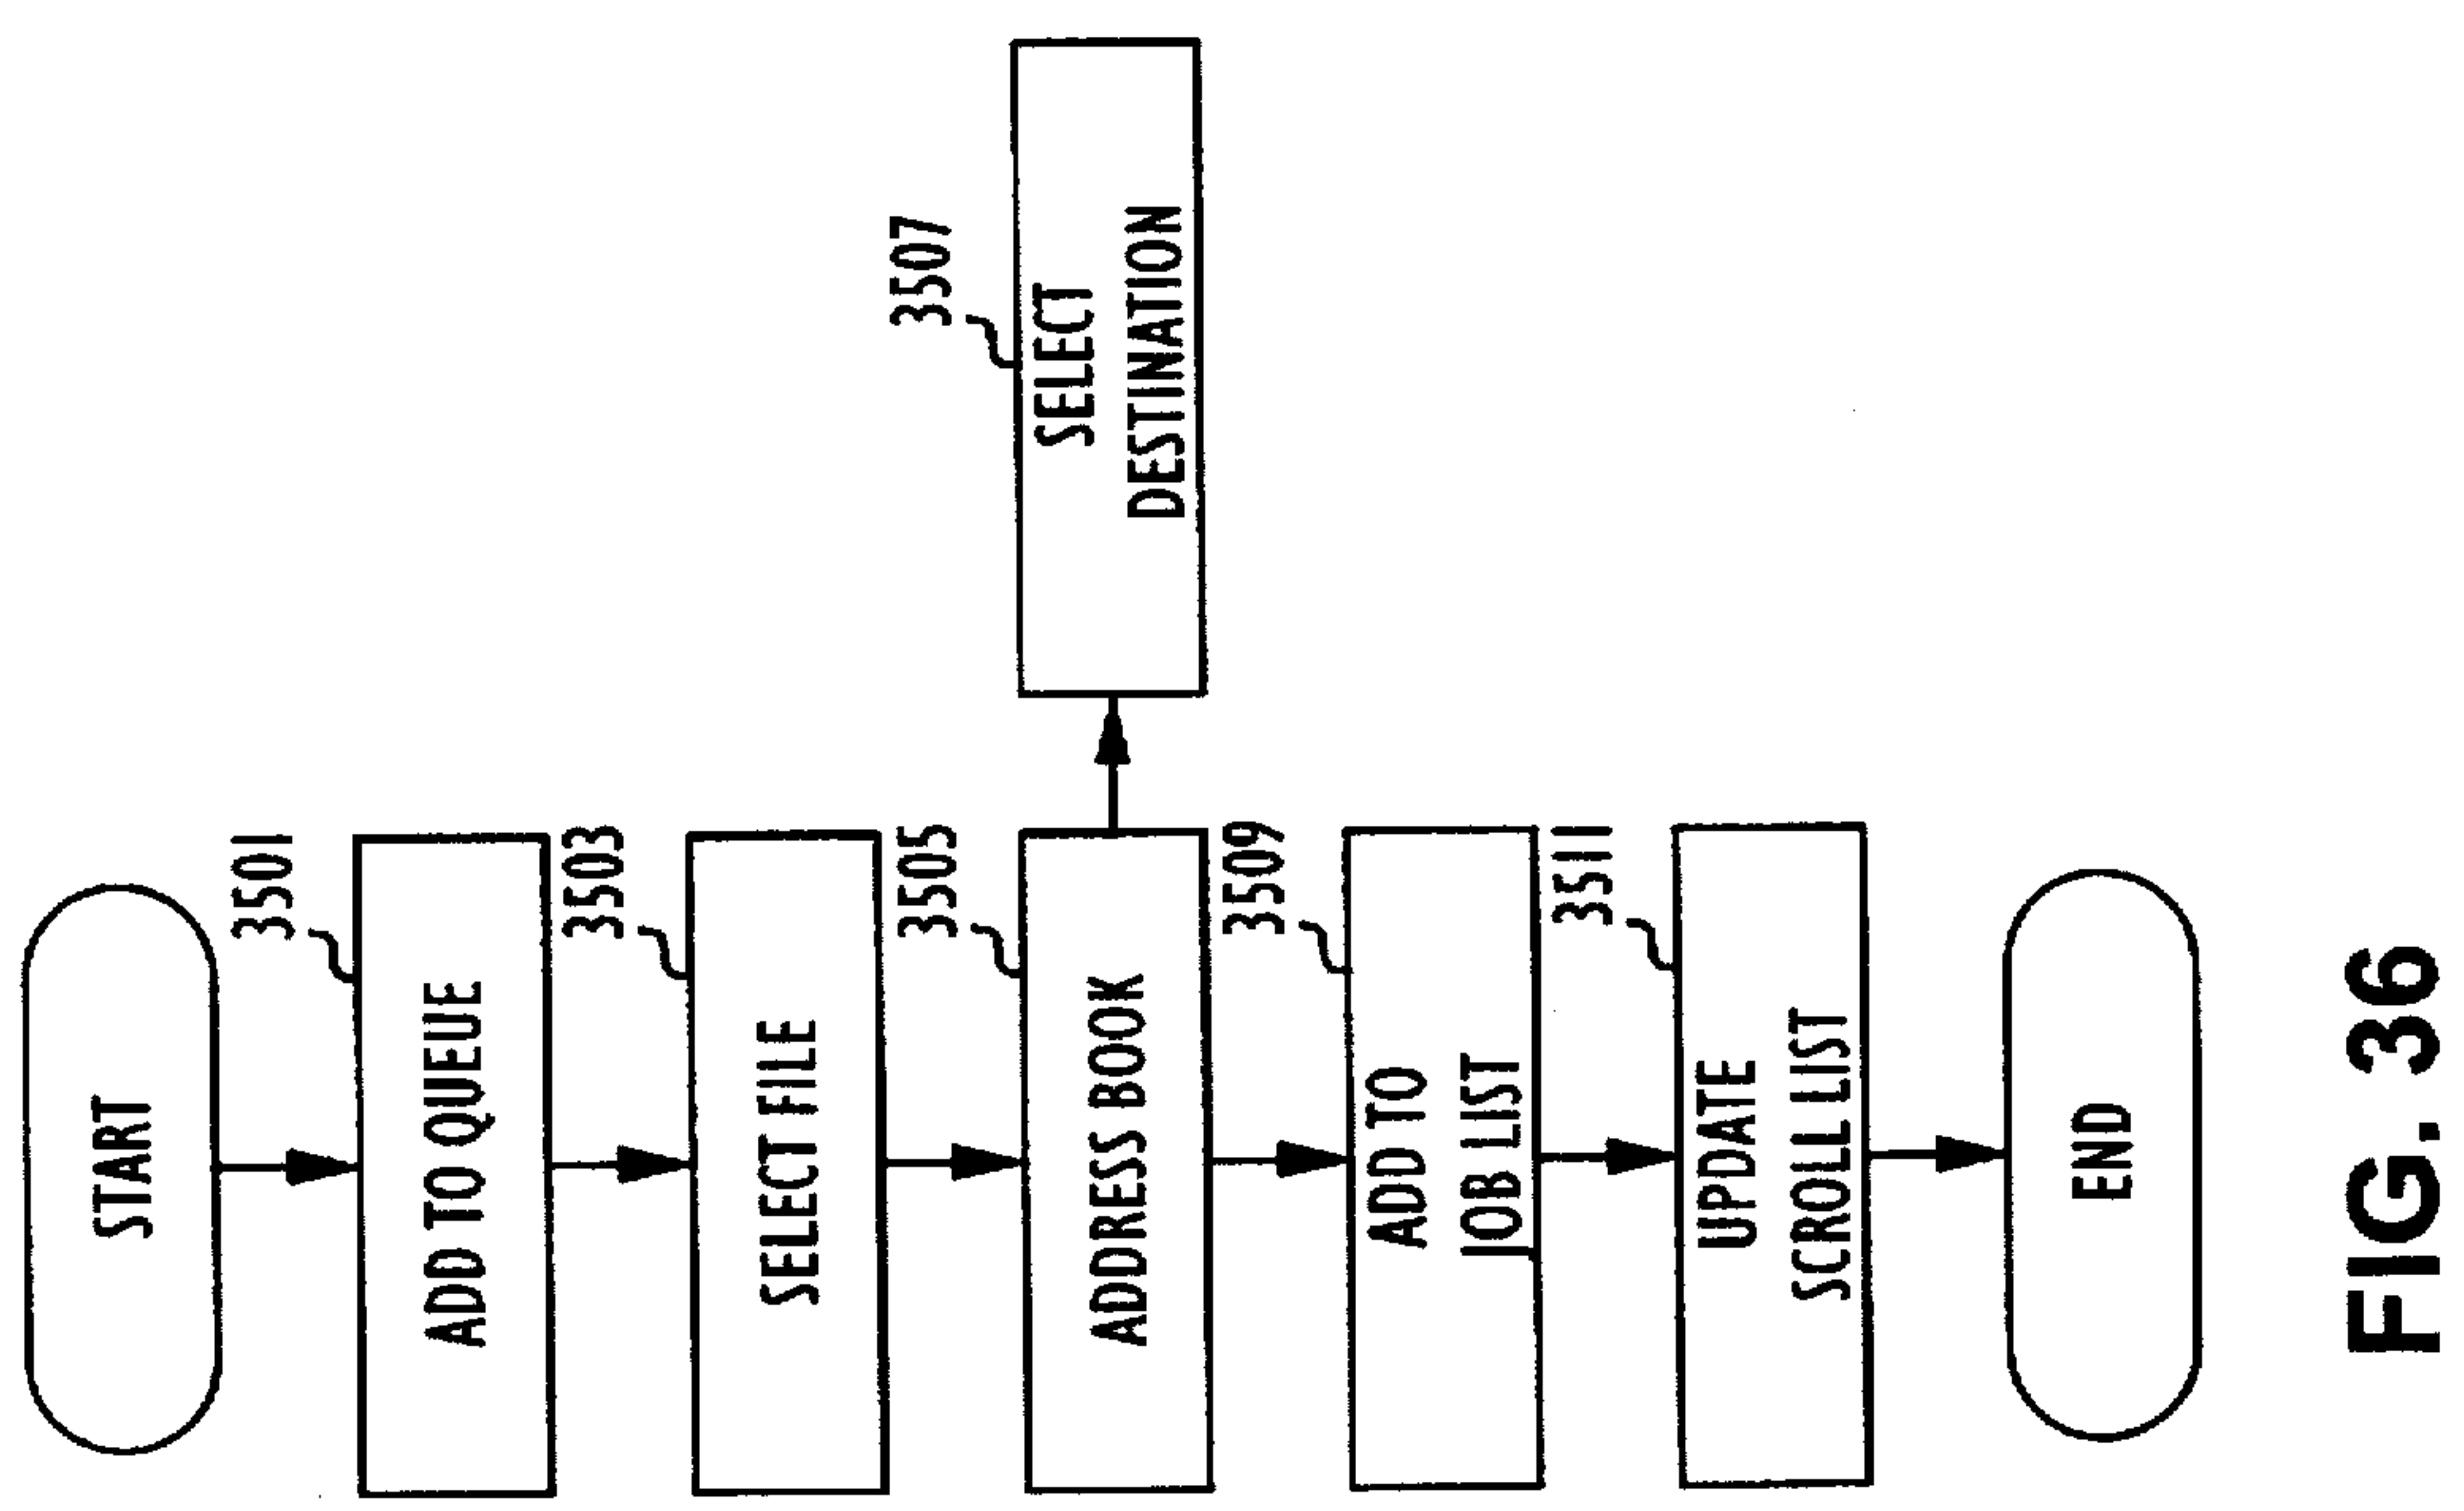 START
3501
ADD TO QUEUE
3503
SELECT FILE
3505
ADDRESS BOOK
3507
SELECT
DESTINATION
3509
ADD TO
JOB LIST
3511
UPDATE
SCROLL LIST
END
FIG. 36